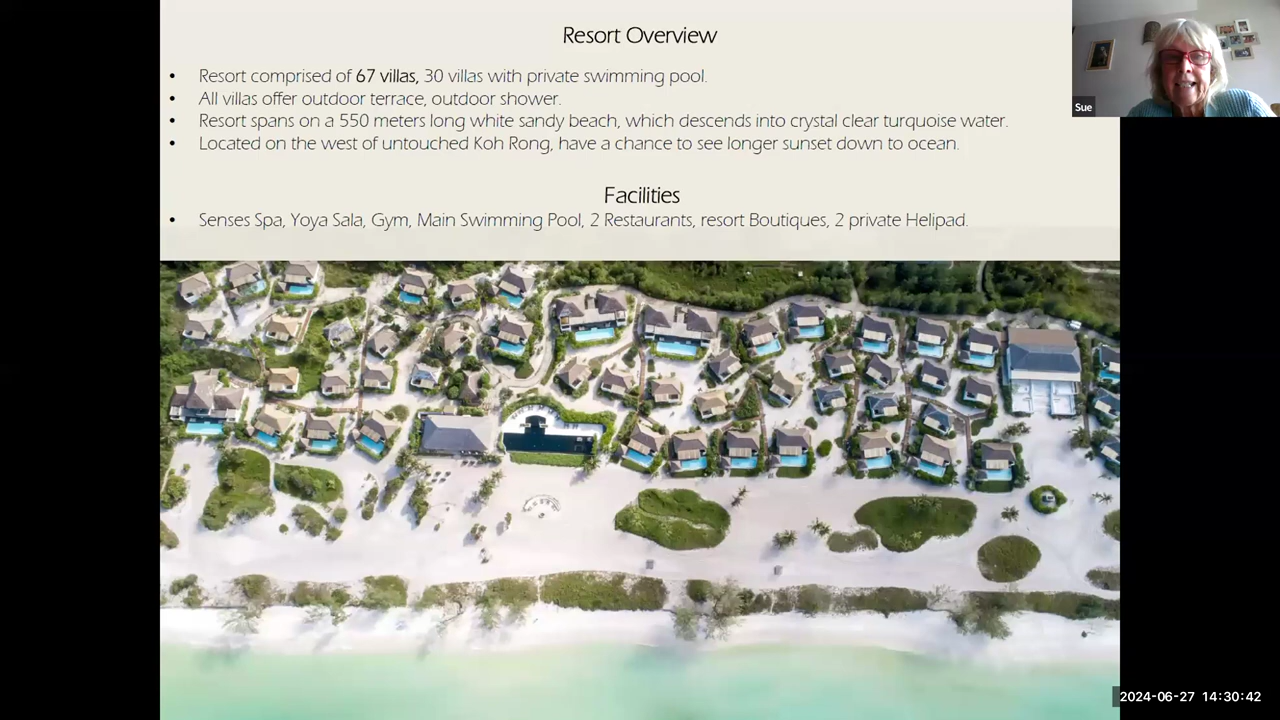 Resort Overview
• Resort comprised of 67 villas, 30 villas with private swimming pool.
• All villas offer outdoor terrace, outdoor shower.
• Resort spans on a 550 meters long white sandy beach, which descends into crystal clear turquoise water.
• Located on the west of untouched Koh Rong, have a chance to see longer sunset down to ocean.
Facilities
• Senses Spa, Yoya Sala, Gym, Main Swimming Pool, 2 Restaurants, resort Boutiques, 2 private Helipad.
Sue
2024-06-27 14:30:42